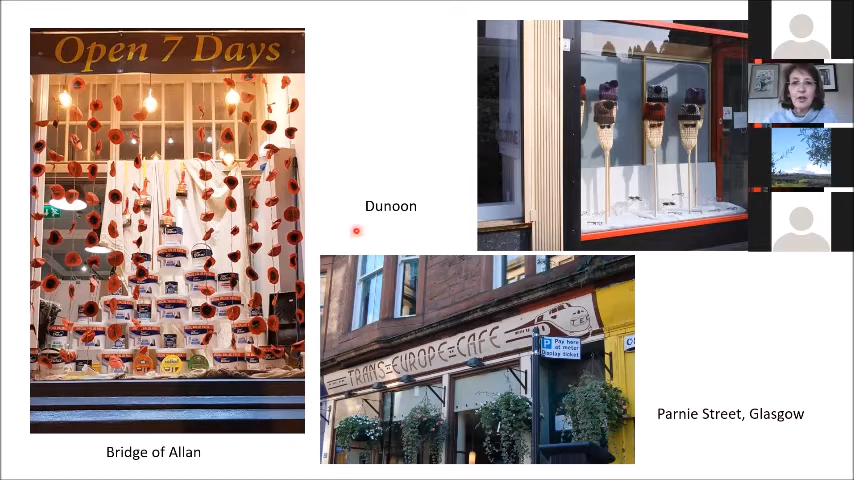 Open 7 Days
Dunoon
TRANS-EUROPE-CAFE
TEE
P Pay here
at meter
Display ticket
Parnie Street, Glasgow
Bridge of Allan